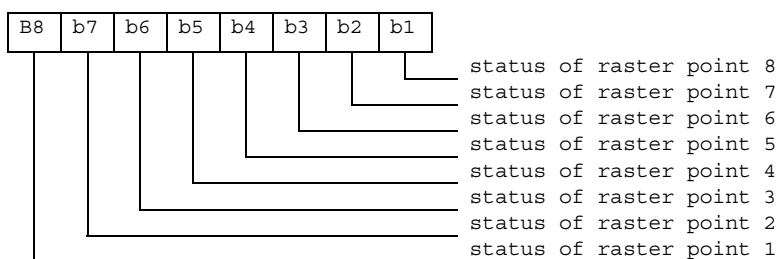 B8 b7 b6 b5 b4 b3 b2 b1
status of raster point 8
status of raster point 7
status of raster point 6
status of raster point 5
status of raster point 4
status of raster point 3
status of raster point 2
status of raster point 1